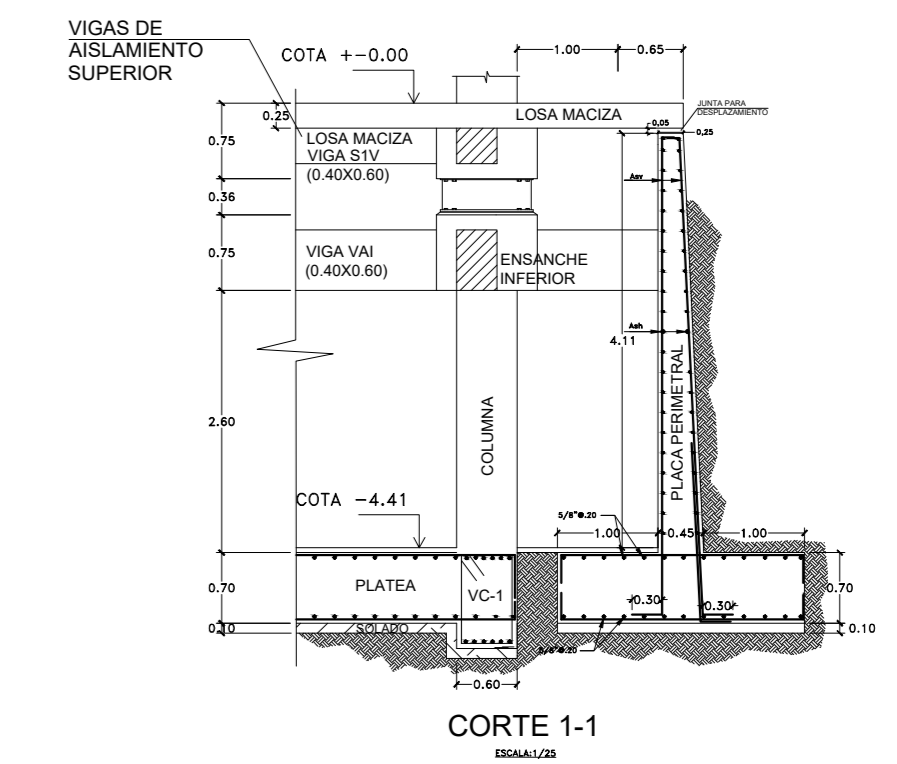 VIGAS DE
AISLAMIENTO
SUPERIOR
COTA +-0.00
1.00
0.65
0.25
LOSA MACIZA
JUNTA PARA
DESPLAZAMIENTO
0,05
0,25
0.75
LOSA MACIZA
VIGA S1V
(0.40X0.60)
Asv
0.36
0.75
VIGA VAI
(0.40X0.60)
ENSANCHE
INFERIOR
Ash
4.11
2.60
COLUMNA
PLACA PERIMETRAL
COTA -4.41
5/8"@.20
1.00
0.45
1.00
0.70
PLATEA
VC-1
0.30
0.30
0.70
0.10
SOLADO
0.10
5/8"@.20
0.60
CORTE 1-1
ESCALA:1/25